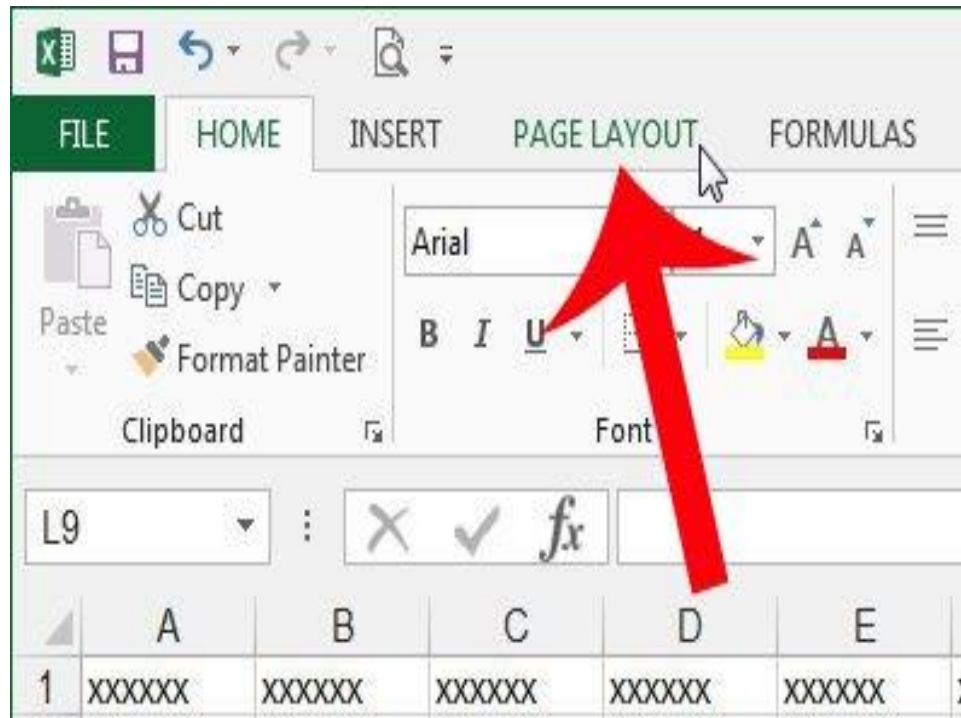 FILE HOME INSERT PAGE LAYOUT FORMULAS
Cut
Arial
Copy
Paste
B I U A
Format Painter
Clipboard Font
L9 fx
A B C D E
1 xxxxxx xxxxxx xxxxxx xxxxxx xxxxxx